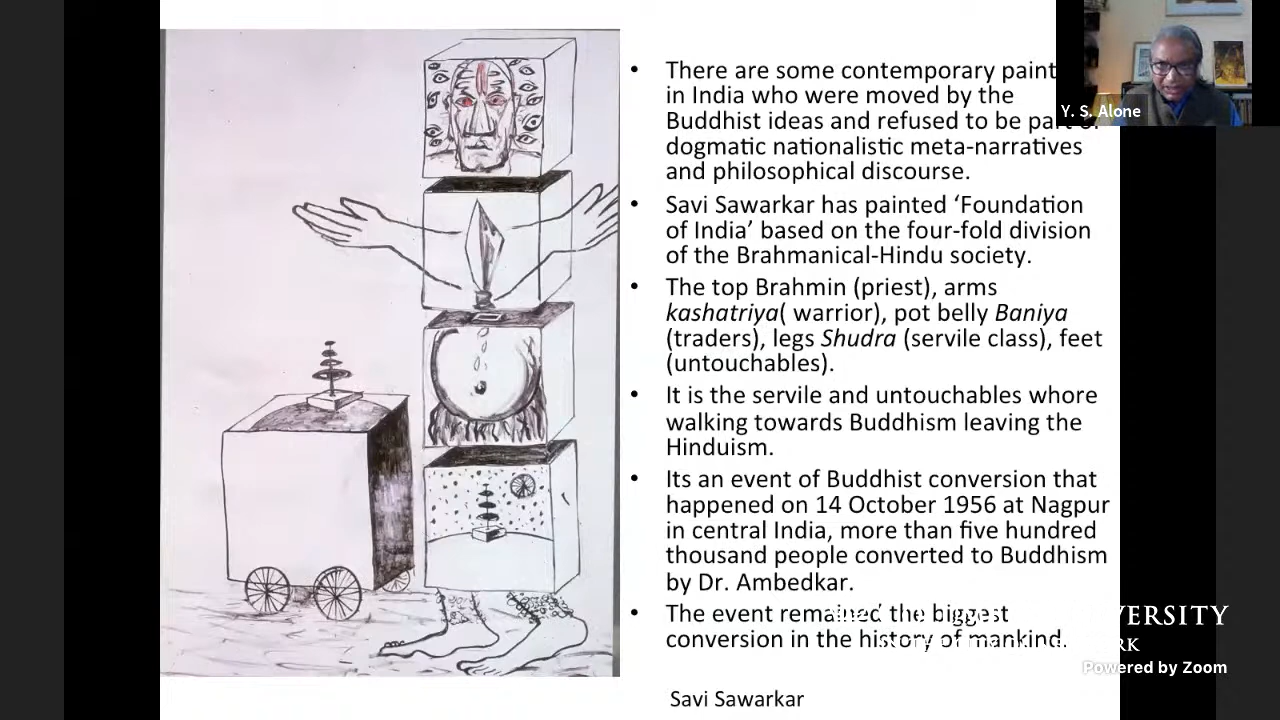 • There are some contemporary paint
in India who were moved by the
Buddhist ideas and refused to be part of
dogmatic nationalistic meta-narratives
and philosophical discourse.
• Savi Sawarkar has painted ‘Foundation
of India’ based on the four-fold division
of the Brahmanical-Hindu society.
• The top Brahmin (priest), arms
kashatriya( warrior), pot belly Baniya
(traders), legs Shudra (servile class), feet
(untouchables).
• It is the servile and untouchables whore
walking towards Buddhism leaving the
Hinduism.
• Its an event of Buddhist conversion that
happened on 14 October 1956 at Nagpur
in central India, more than five hundred
thousand people converted to Buddhism
by Dr. Ambedkar.
• The event remained the biggest
conversion in the history of mankind.
Savi Sawarkar
Y. S. Alone
VERSITY
RK
Powered by Zoom